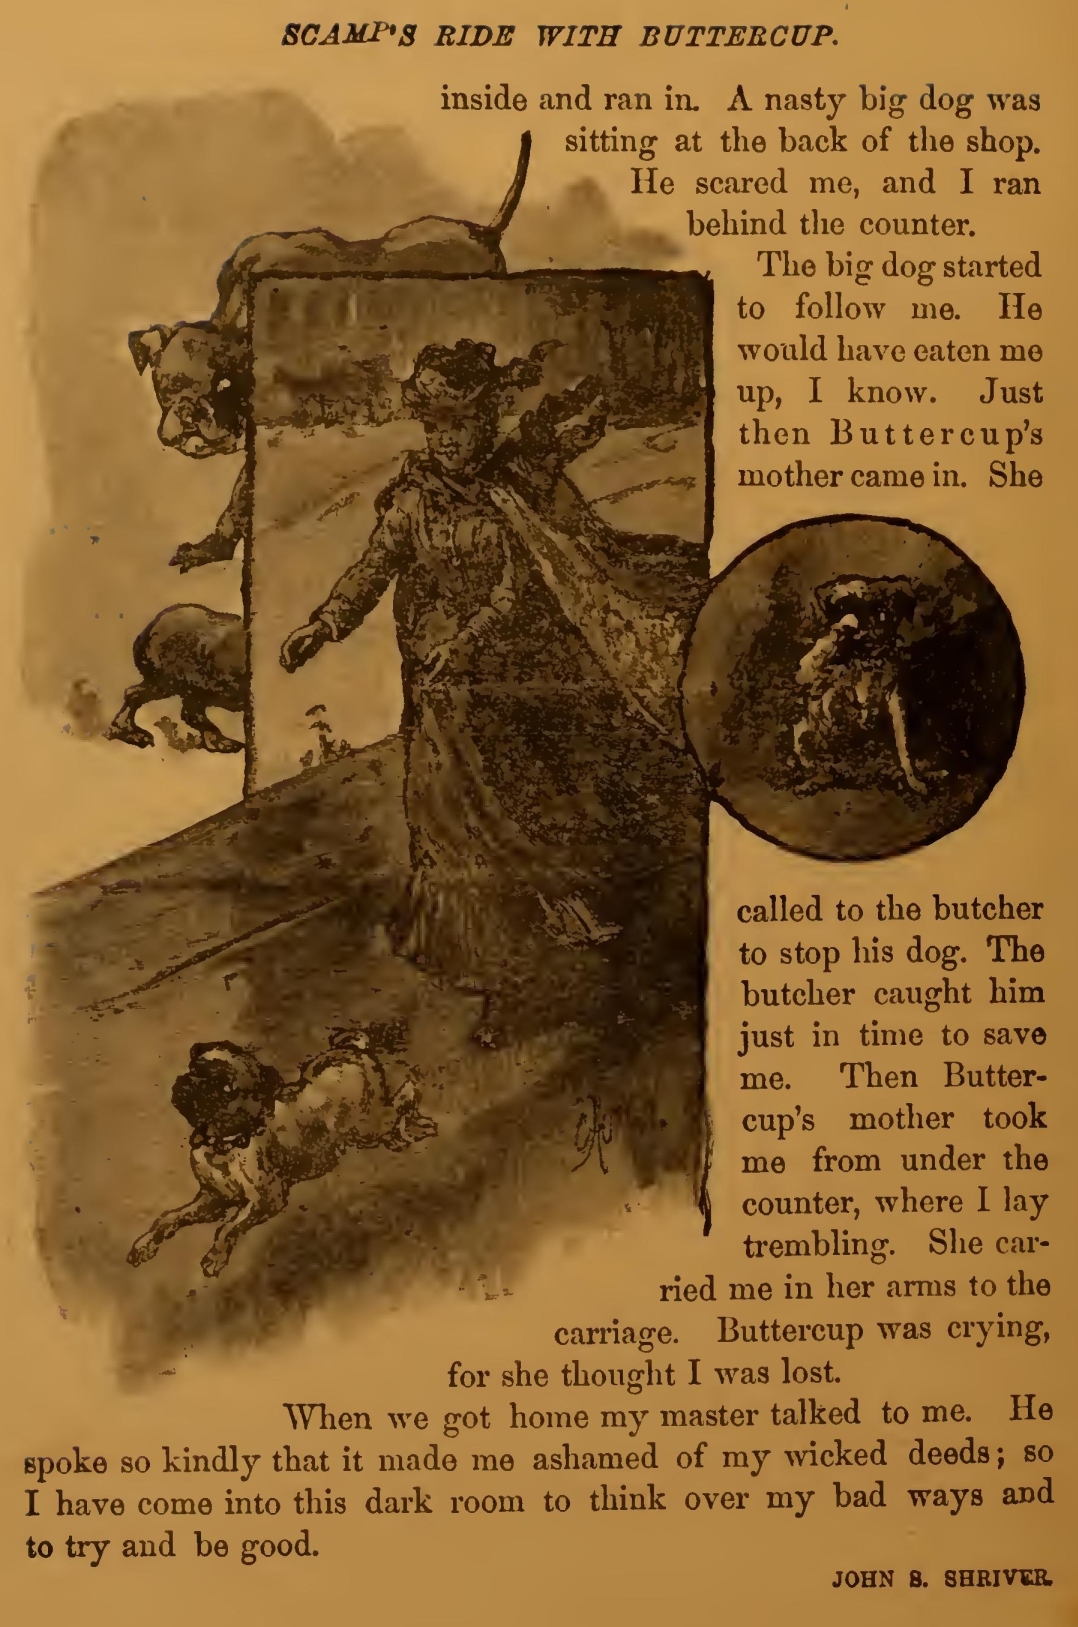 SCAMP'S RIDE WITH BUTTERCUP.
inside and ran in. A nasty big dog was
sitting at the back of the shop.
He scared me, and I ran
behind the counter.
The big dog started
to follow me. He
would have eaten me
up, I know. Just
then Buttercup's
mother came in. She
called to the butcher
to stop his dog. The
butcher caught him
just in time to save
me. Then Butter-
cup's mother took
me from under the
counter, where I lay
trembling. She car-
ried me in her arms to the
carriage. Buttercup was crying,
for she thought I was lost.
When we got home my master talked to me. He
spoke so kindly that it made me ashamed of my wicked deeds; so
I have come into this dark room to think over my bad ways and
to try and be good.
JOHN S. SHRIVER.